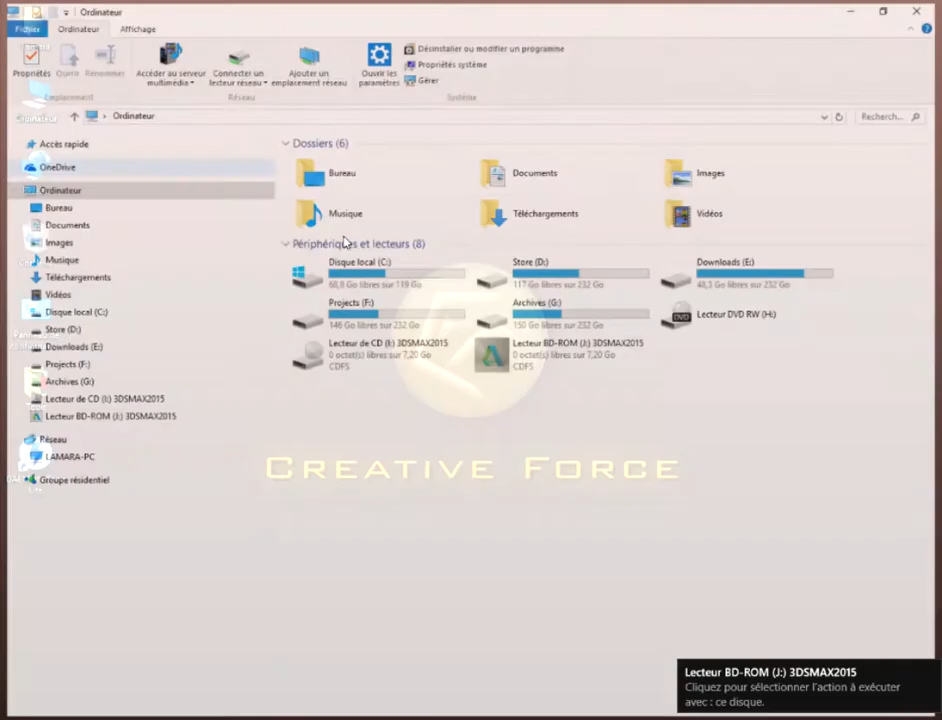 Ordinateur
Fichier
Ordinateur
Affichage
Propriétés
Ouvrir
Renommer
Accéder au serveur multimédia
Connecter un lecteur réseau
Ajouter un emplacement réseau
Ouvrir les paramètres
Désinstaller ou modifier un programme
Propriétés système
Gérer
Emplacement
Réseau
Système
Ordinateur
Recherch...
Accès rapide
OneDrive
Ordinateur
Bureau
Documents
Images
Musique
Téléchargements
Vidéos
Disque local (C:)
Store (D:)
Downloads (E:)
Projects (F:)
Archives (G:)
Lecteur de CD (I:) 3DSMAX2015
Lecteur BD-ROM (J:) 3DSMAX2015
Réseau
LAMARA-PC
Groupe résidentiel
Dossiers (6)
Bureau
Documents
Images
Musique
Téléchargements
Vidéos
Périphériques et lecteurs (8)
Disque local (C:)
68,8 Go libres sur 119 Go
Store (D:)
117 Go libres sur 232 Go
Downloads (E:)
48,3 Go libres sur 232 Go
Projects (F:)
146 Go libres sur 232 Go
Archives (G:)
150 Go libres sur 232 Go
DVD
Lecteur DVD RW (H:)
Lecteur de CD (I:) 3DSMAX2015
0 octet(s) libres sur 7,20 Go
CDFS
Lecteur BD-ROM (J:) 3DSMAX2015
0 octet(s) libres sur 7,20 Go
CDFS
CREATIVE FORCE
Lecteur BD-ROM (J:) 3DSMAX2015
Cliquez pour sélectionner l'action à exécuter
avec : ce disque.